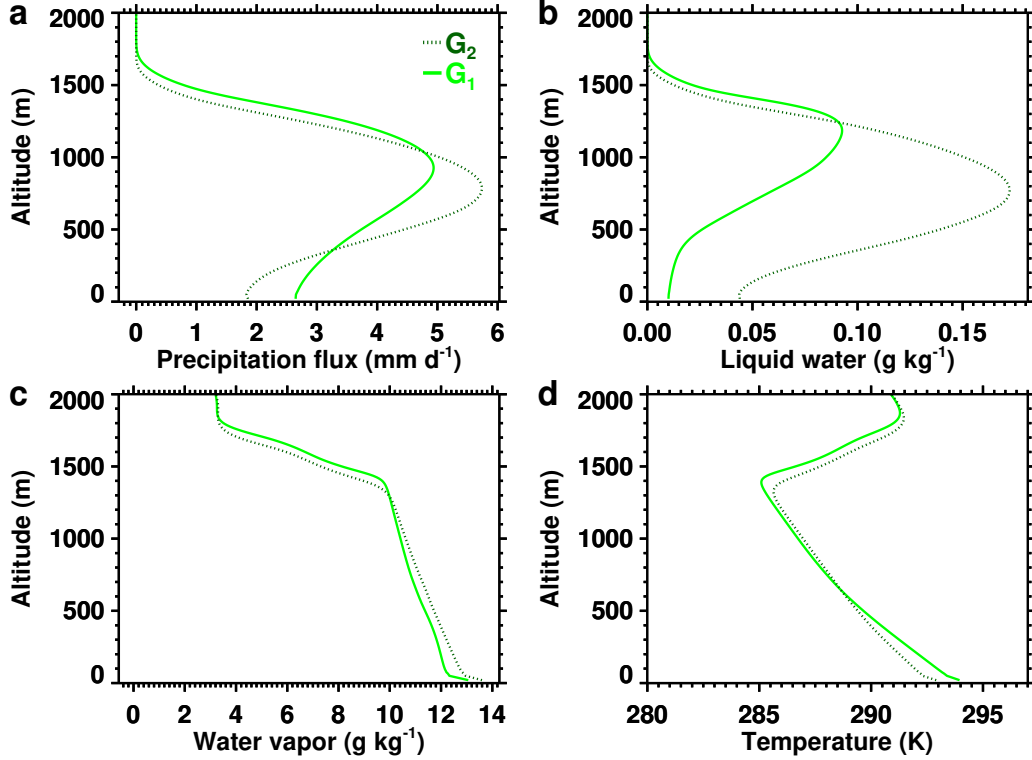 a
2000
1500
1000
500
0
Altitude (m)
G2
G1
0 1 2 3 4 5 6
Precipitation flux (mm d-1)
b
2000
1500
1000
500
0
Altitude (m)
0.00 0.05 0.10 0.15
Liquid water (g kg-1)
c
2000
1500
1000
500
0
Altitude (m)
0 2 4 6 8 10 12 14
Water vapor (g kg-1)
d
2000
1500
1000
500
0
Altitude (m)
280 285 290 295
Temperature (K)